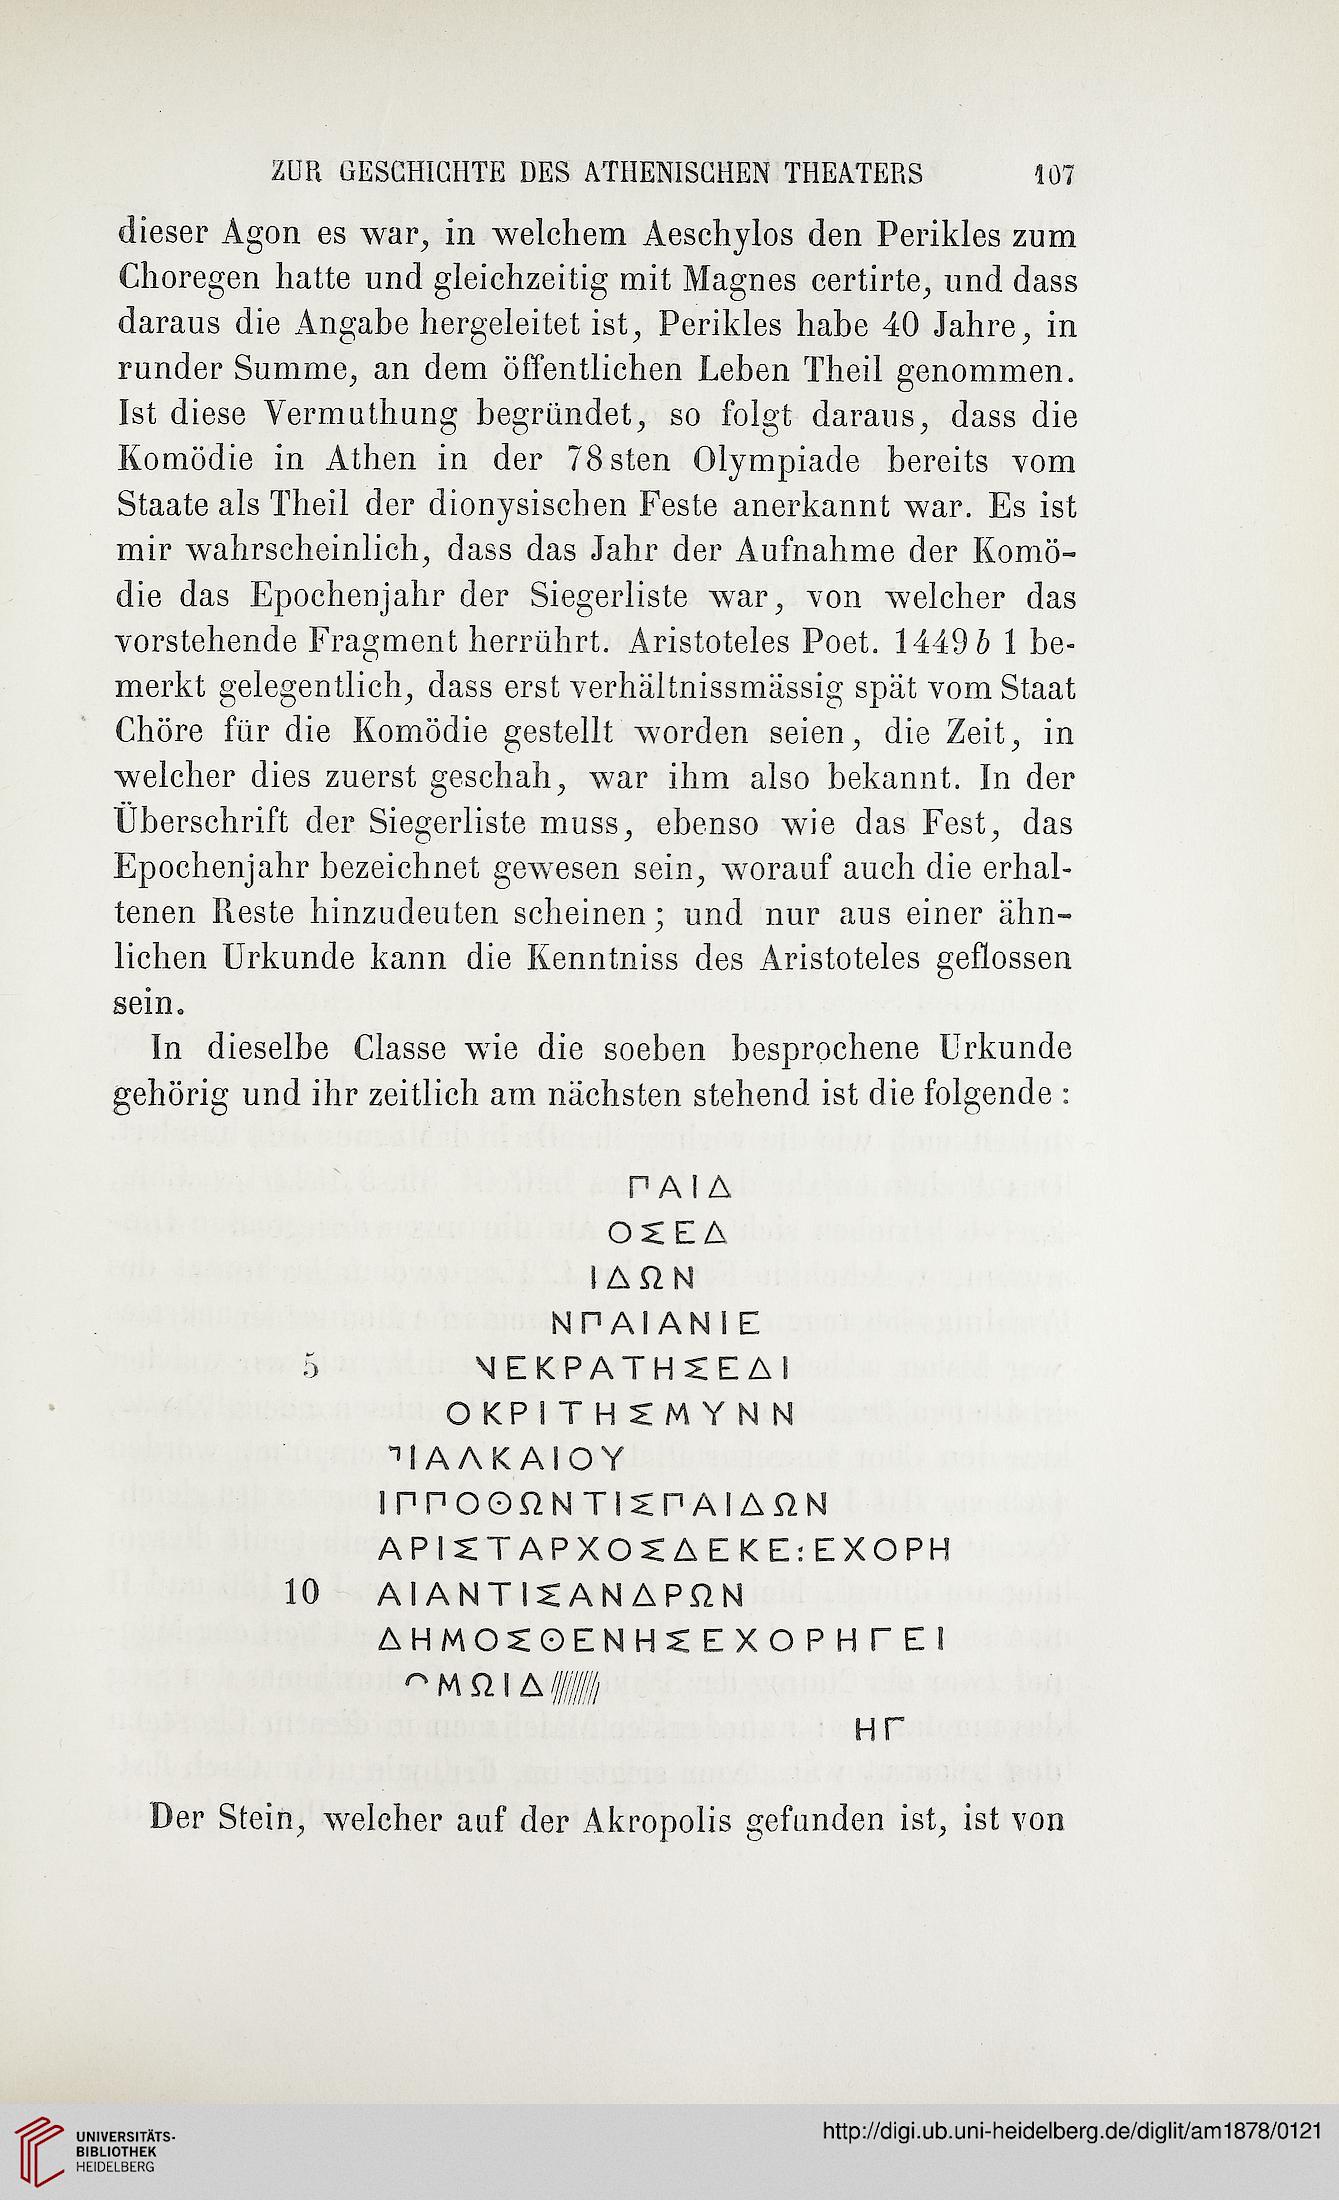 ZUR GESCHICHTE DES ATHENISCHEN THEATERS 107
dieser Agon es war, in welchem Aeschylos den Perikles zum
Choregen hatte und gleichzeitig mit Magnes certirte, und dass
daraus die Angabe hergeleitet ist, Perikles habe 40 Jahre, in
runder Summe, an dem öffentlichen Leben Theil genommen.
Ist diese Vermuthung begründet, so folgt daraus, dass die
Komödie in Athen in der 78sten Olympiade bereits vom
Staate als Theil der dionysischen Feste anerkannt war. Es ist
mir wahrscheinlich, dass das Jahr der Aufnahme der Komö-
die das Epochenjahr der Siegerliste war, von welcher das
vorstehende Fragment herrührt. Aristoteles Poet. 1449 b 1 be-
merkt gelegentlich, dass erst verhältnissmässig spät vom Staat
Chöre für die Komödie gestellt worden seien, die Zeit, in
welcher dies zuerst geschah, war ihm also bekannt. In der
Überschrift der Siegerliste muss, ebenso wie das Fest, das
Epochenjahr bezeichnet gewesen sein, worauf auch die erhal-
tenen Reste hinzudeuten scheinen; und nur aus einer ähn-
lichen Urkunde kann die Kenntniss des Aristoteles geflossen
sein.
In dieselbe Classe wie die soeben besprochene Urkunde
gehörig und ihr zeitlich am nächsten stehend ist die folgende :
ΠΑΙΔ
ΟΣΕΔ
ΙΔΩΝ
ΝΠΑΙΑΝΙΕ
5 ΝΕΚΡΑΤΗΣΕΔΙ
ΟΚΡΙΤΗΣΜΥΝΝ
ΙΑΛΚΑΙΟΥ
ΙΠΠΟΘΩΝΤΙΣΠΑΙΔΩΝ
ΑΡΙΣΤΑΡΧΟΣΔΕΚΕ:ΕΧΟΡΗ
10 ΑΙΑΝΤΙΣΑΝΔΡΩΝ
ΔΗΜΟΣΘΕΝΗΣΕΧΟΡΗΓΕΙ
ΜΩΙΔ
ΗΓ
Der Stein, welcher auf der Akropolis gefunden ist, ist von
UNIVERSITÄTS-
BIBLIOTHEK
HEIDELBERG
http://digi.ub.uni-heidelberg.de/diglit/am1878/0121